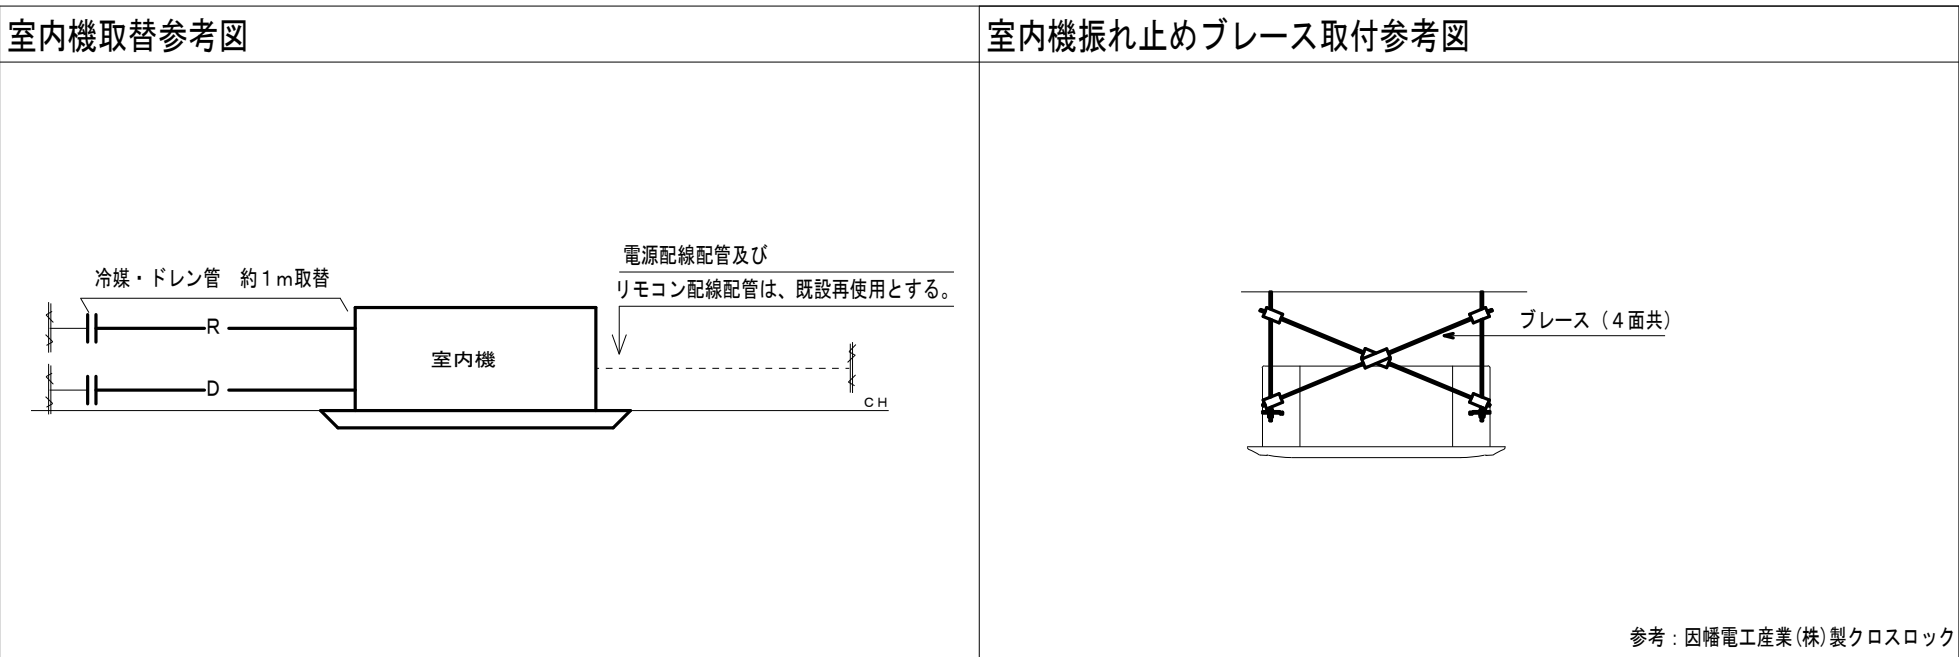 室内機取替参考図
電源配線配管及び
リモコン配線配管は、既設再使用とする。
冷媒・ドレン管　約１ｍ取替
R
室内機
D
CH
室内機振れ止めブレース取付参考図
ブレース（４面共）
参考：因幡電工産業(株)製クロスロック